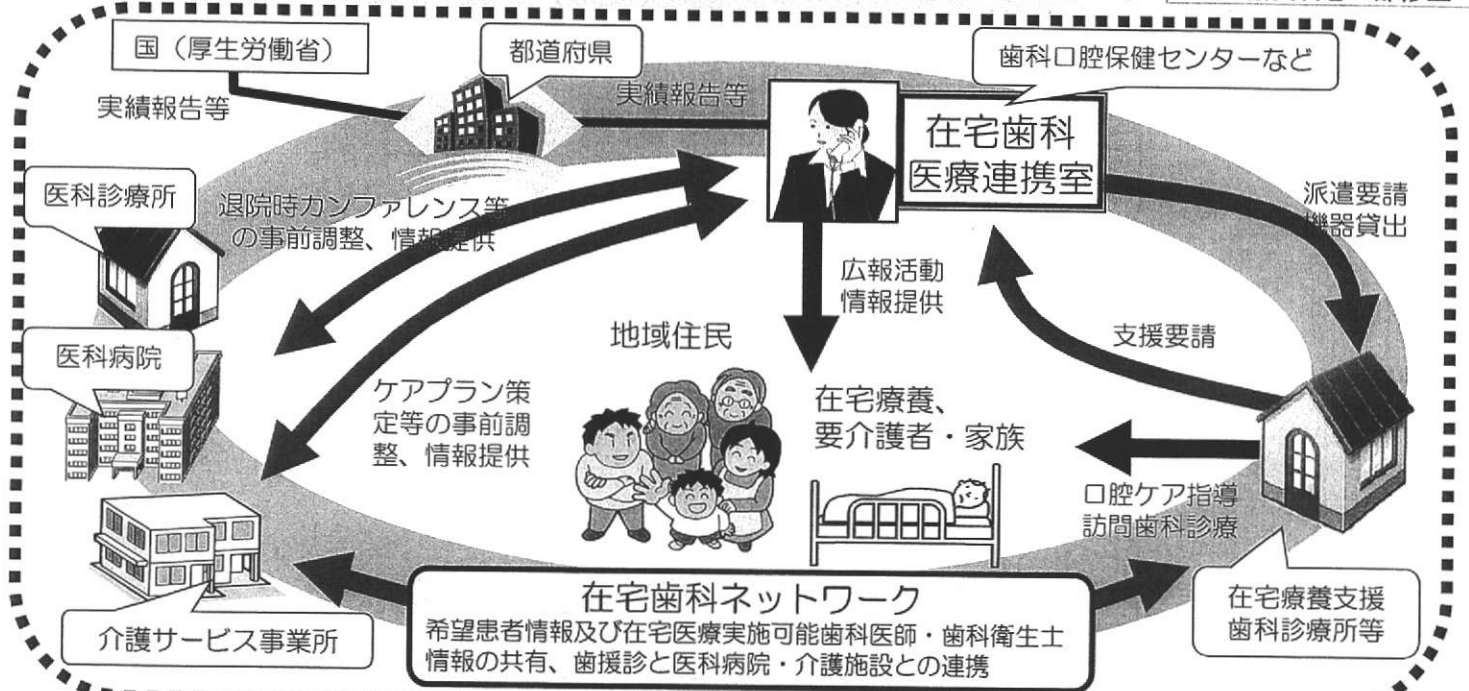 国（厚生労働省）
都道府県
歯科口腔保健センターなど
実績報告等
実績報告等
在宅歯科
医療連携室
医科診療所
退院時カンファレンス等
の事前調整、情報提供
派遣要請
機器貸出
広報活動
情報提供
医科病院
地域住民
支援要請
ケアプラン策
定等の事前調
整、情報提供
在宅療養、
要介護者・家族
口腔ケア指導
訪問歯科診療
在宅療養支援
歯科診療所等
介護サービス事業所
在宅歯科ネットワーク
希望患者情報及び在宅医療実施可能歯科医師・歯科衛生士
情報の共有、歯援診と医科病院・介護施設との連携